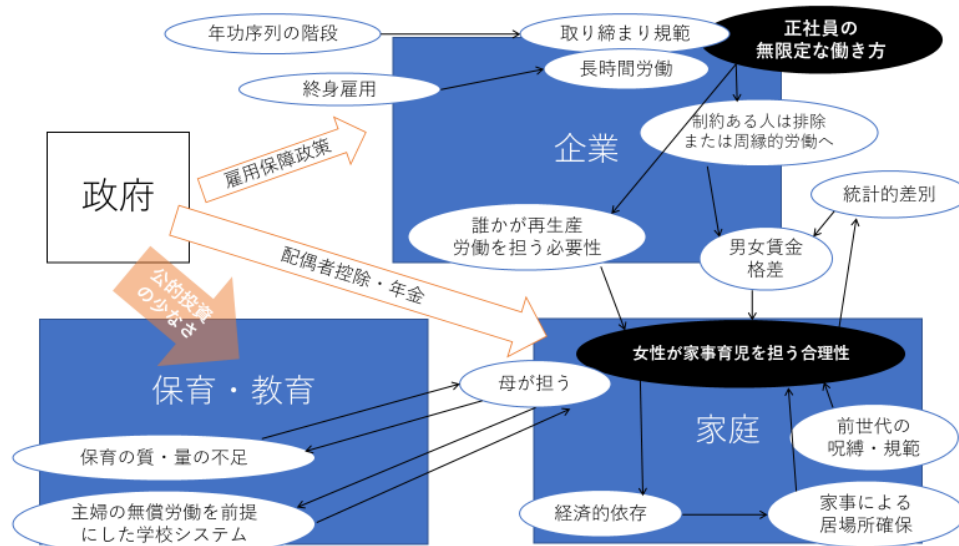 年功序列の階段
取り締まり規範
正社員の
無限定な働き方
終身雇用
長時間労働
制約ある人は排除
または周縁的労働へ
企業
雇用保障政策
政府
統計的差別
誰かが再生産
労働を担う必要性
男女賃金
格差
配偶者控除・年金
公的投資
の少なさ
女性が家事育児を担う合理性
保育・教育
母が担う
家庭
前世代の
呪縛・規範
保育の質・量の不足
主婦の無償労働を前提
にした学校システム
経済的依存
家事による
居場所確保